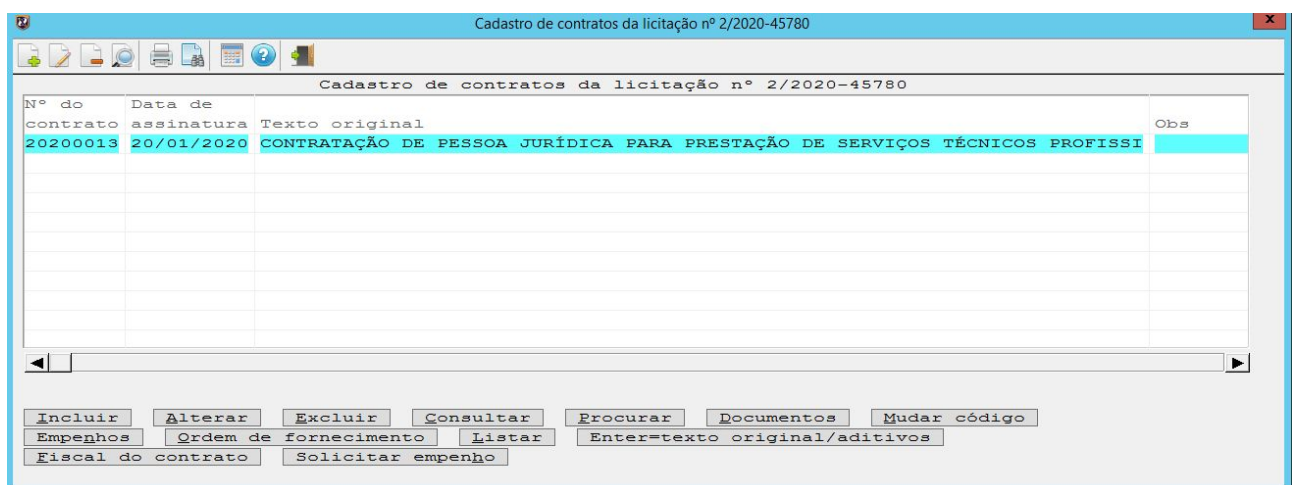 Cadastro de contratos da licitação nº 2/2020-45780
Cadastro de contratos da licitação nº 2/2020-45780
Nº do Data de
contrato assinatura Texto original Obs
20200013 20/01/2020 CONTRATAÇÃO DE PESSOA JURÍDICA PARA PRESTAÇÃO DE SERVIÇOS TÉCNICOS PROFISSI
Incluir Alterar Excluir Consultar Procurar Documentos Mudar código
Empenhos Ordem de fornecimento Listar Enter=texto original/aditivos
Fiscal do contrato Solicitar empenho